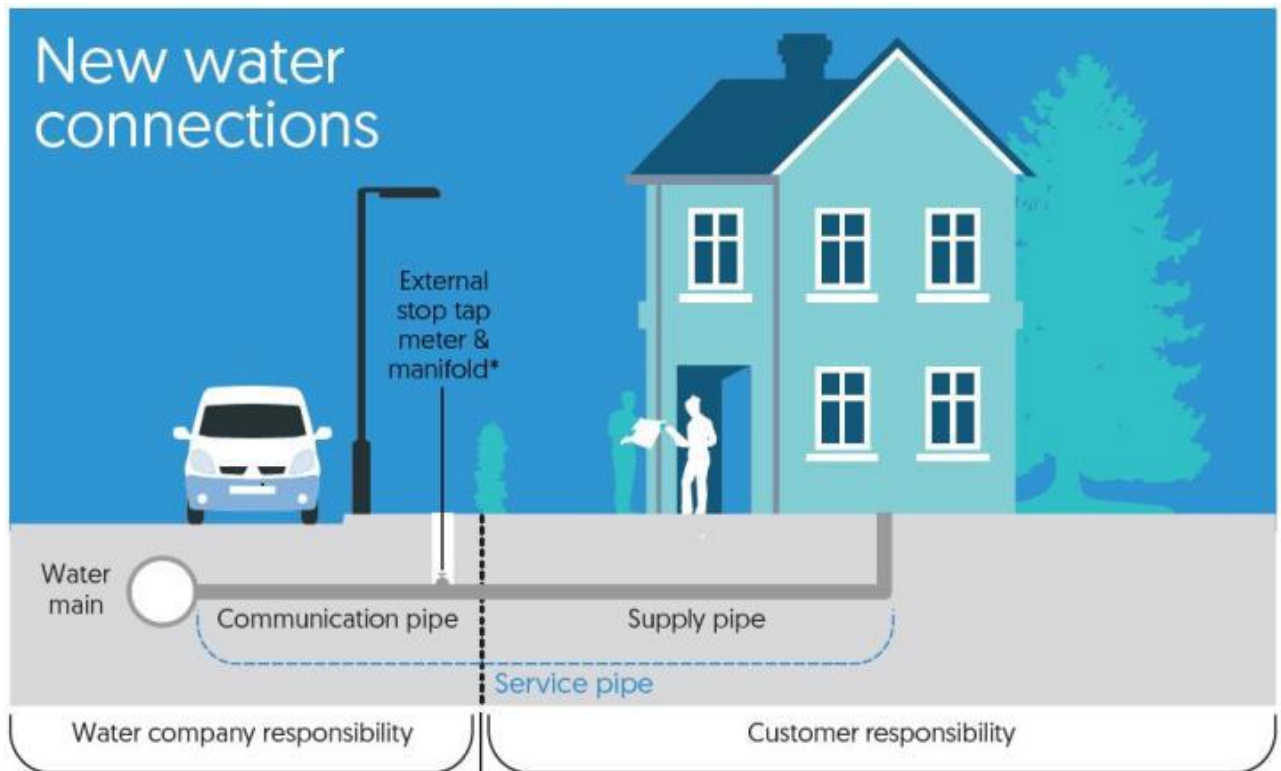 New water
connections
External
stop tap
meter &
manifold*
Water
main
Communication pipe
Supply pipe
Service pipe
Water company responsibility
Customer responsibility